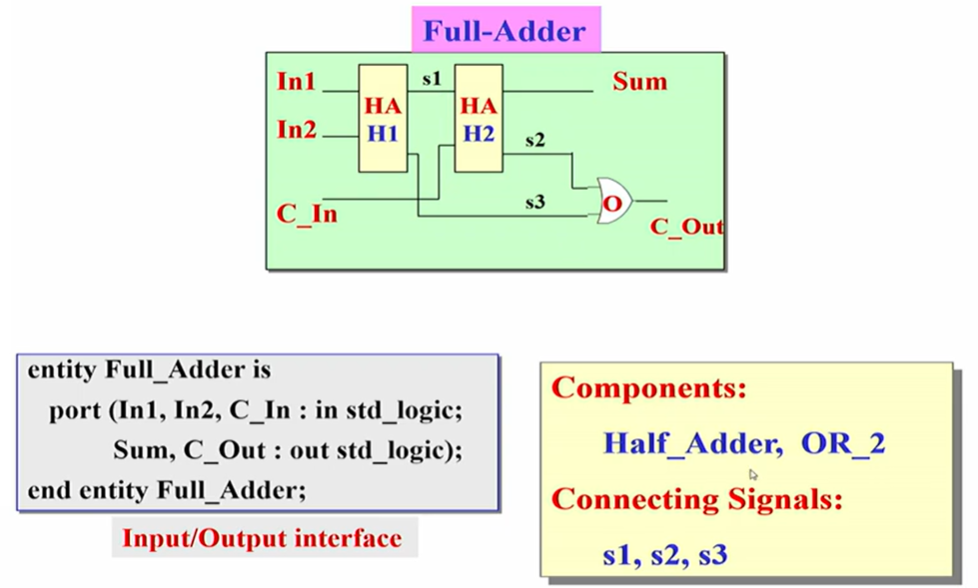 Full-Adder
In1
s1
Sum
HA
HA
In2
H1
H2
s2
C_In
s3
O
C_Out
entity Full_Adder is
port (In1, In2, C_In : in std_logic;
Sum, C_Out : out std_logic);
end entity Full_Adder;
Input/Output interface
Components:
Half_Adder, OR_2
Connecting Signals:
s1, s2, s3